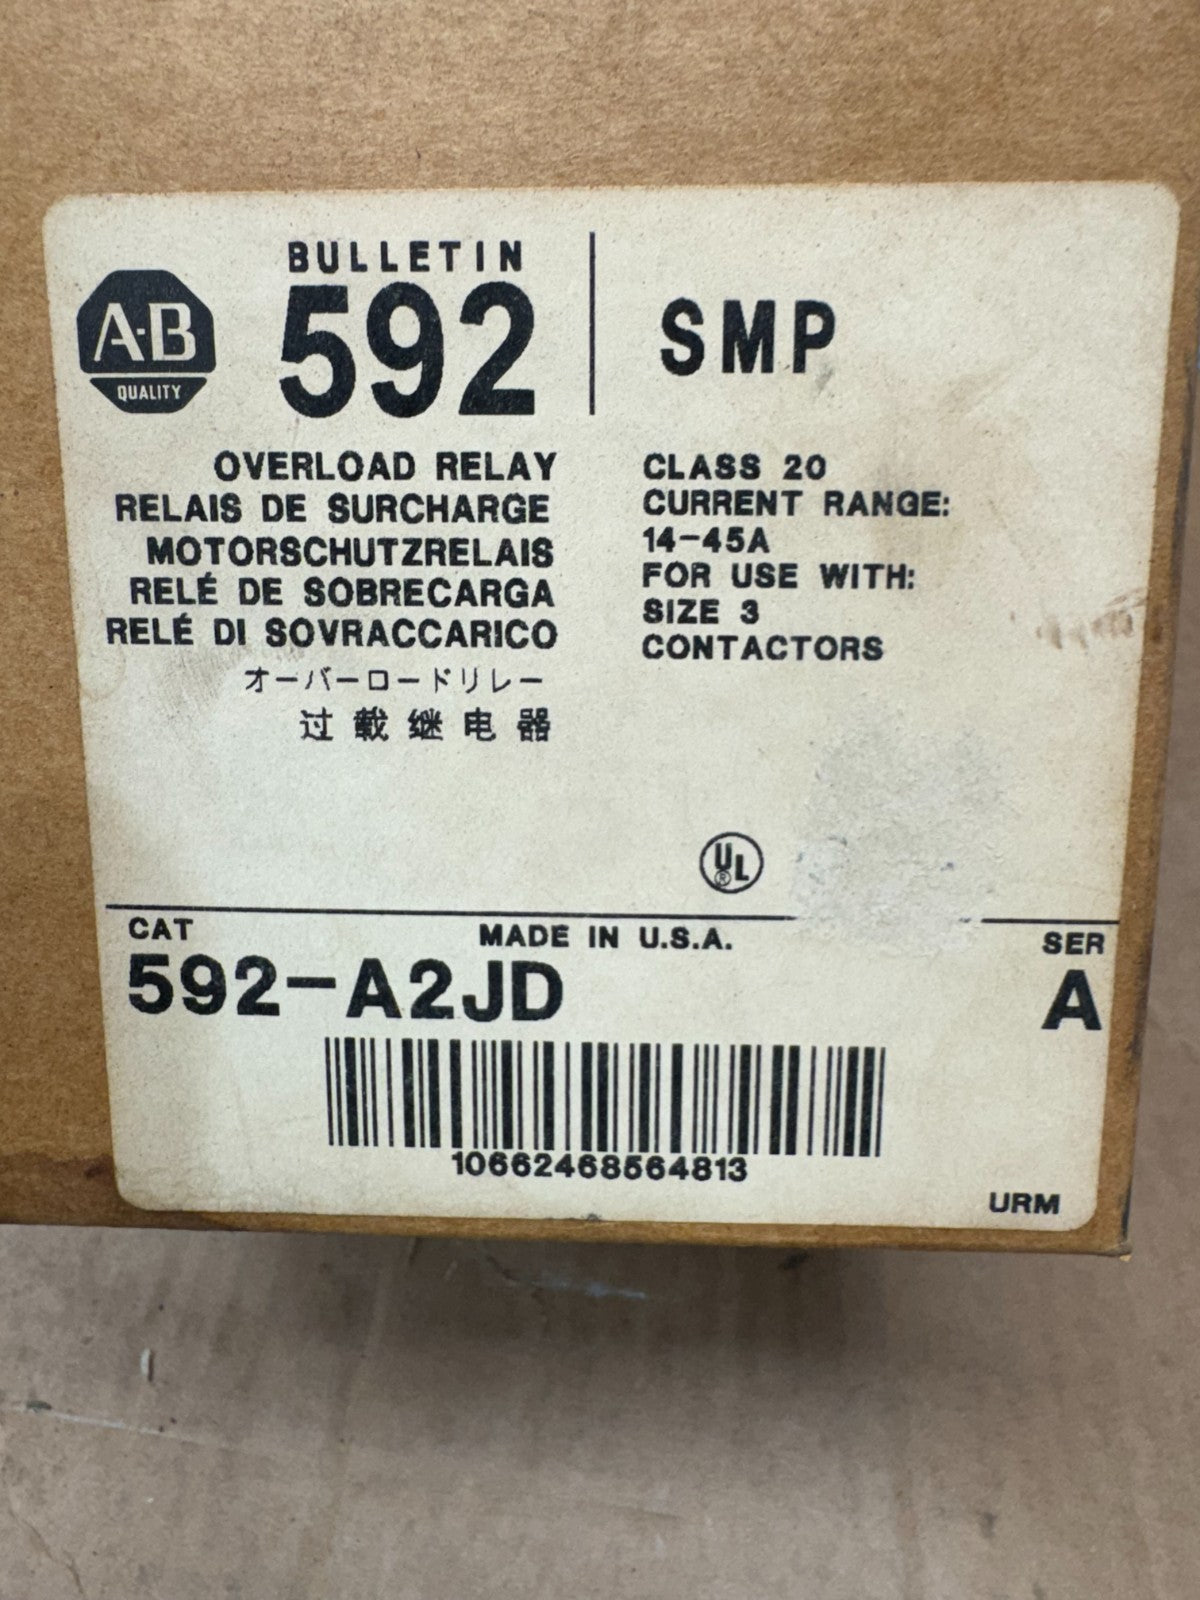 A-B
QUALITY
BULLETIN
592
SMP
OVERLOAD RELAY
RELAIS DE SURCHARGE
MOTORSCHUTZRELAIS
RELÉ DE SOBRECARGA
RELÉ DI SOVRACCARICO
オーバーロードリレー
过載继电器
CLASS 20
CURRENT RANGE:
14-45A
FOR USE WITH:
SIZE 3
CONTACTORS
UL
®
CAT
MADE IN U.S.A.
SER
592-A2JD
A
10662468564813
URM